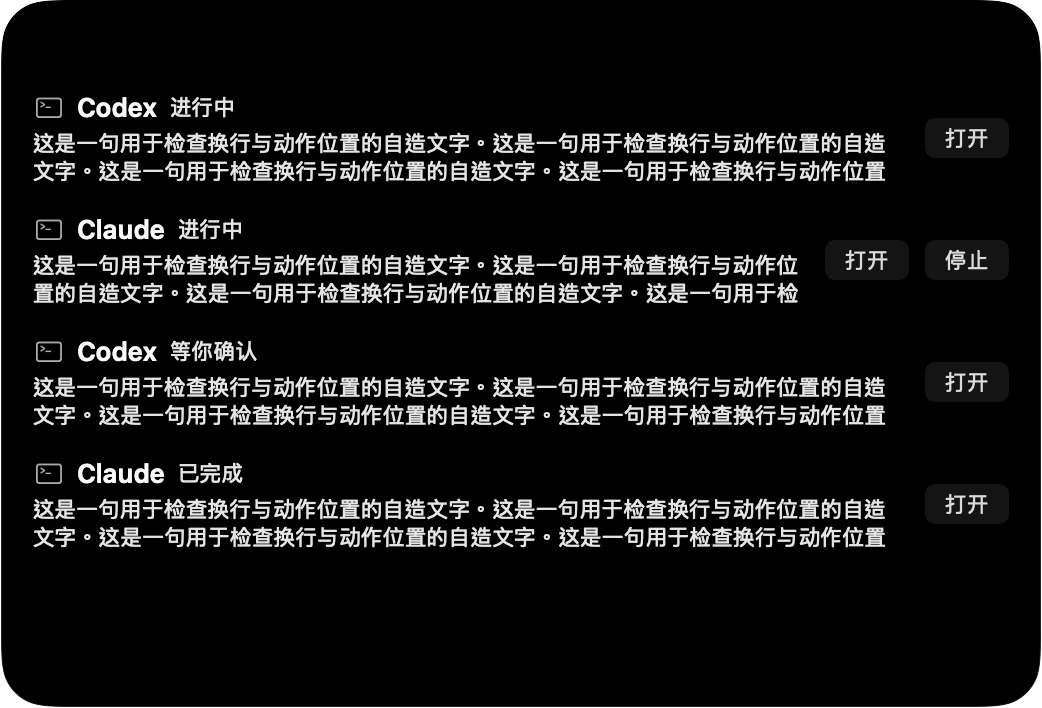 Codex 进行中
这是一句用于检查换行与动作位置的自造文字。这是一句用于检查换行与动作位置的自造
文字。这是一句用于检查换行与动作位置的自造文字。这是一句用于检查换行与动作位置
打开
Claude 进行中
这是一句用于检查换行与动作位置的自造文字。这是一句用于检查换行与动作位
置的自造文字。这是一句用于检查换行与动作位置的自造文字。这是一句用于检
打开 停止
Codex 等你确认
这是一句用于检查换行与动作位置的自造文字。这是一句用于检查换行与动作位置的自造
文字。这是一句用于检查换行与动作位置的自造文字。这是一句用于检查换行与动作位置
打开
Claude 已完成
这是一句用于检查换行与动作位置的自造文字。这是一句用于检查换行与动作位置的自造
文字。这是一句用于检查换行与动作位置的自造文字。这是一句用于检查换行与动作位置
打开